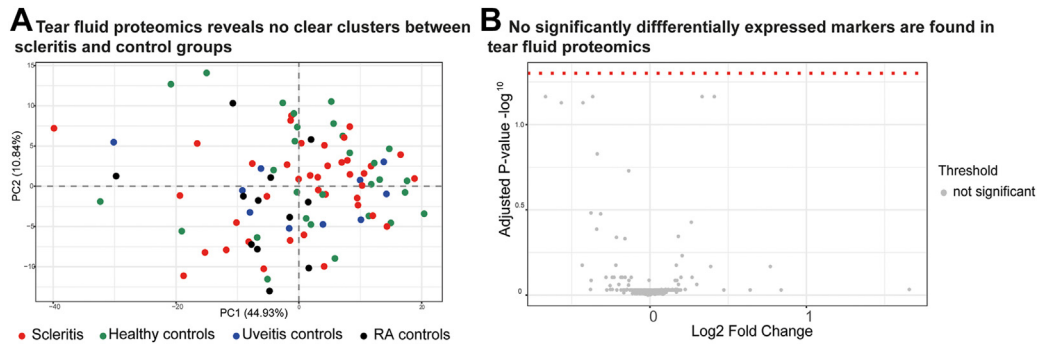 A Tear fluid proteomics reveals no clear clusters between
scleritis and control groups
15
10
5
0
−5
−10
PC2 (10.84%)
−40
−20
0
20
PC1 (44.93%)
Scleritis
Healthy controls
Uveitis controls
RA controls
B No significantly diffferentially expressed markers are found in
tear fluid proteomics
1.0
0.5
0
Adjusted P-value -log10
0
1
Log2 Fold Change
Threshold
not significant